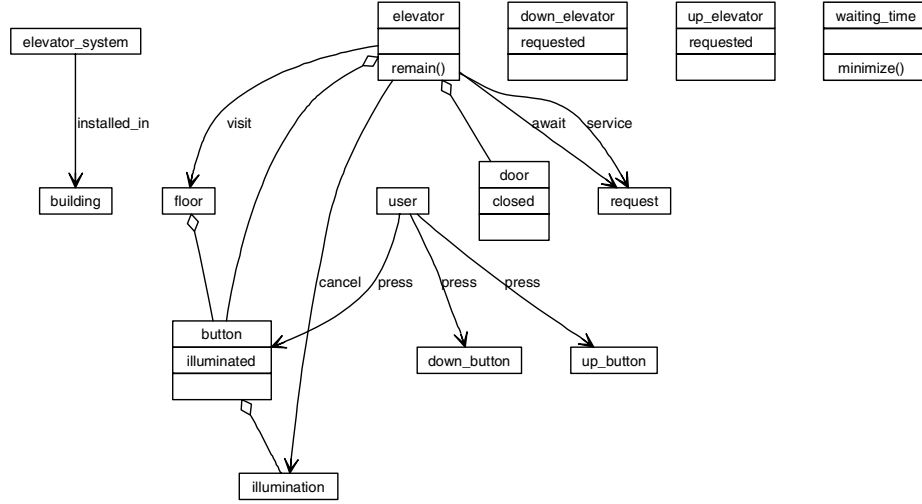 elevator
remain()
down_elevator
requested
up_elevator
requested
waiting_time
minimize()
elevator_system
installed_in
visit
await
service
building
floor
user
door
closed
request
cancel
press
press
press
button
illuminated
down_button
up_button
illumination